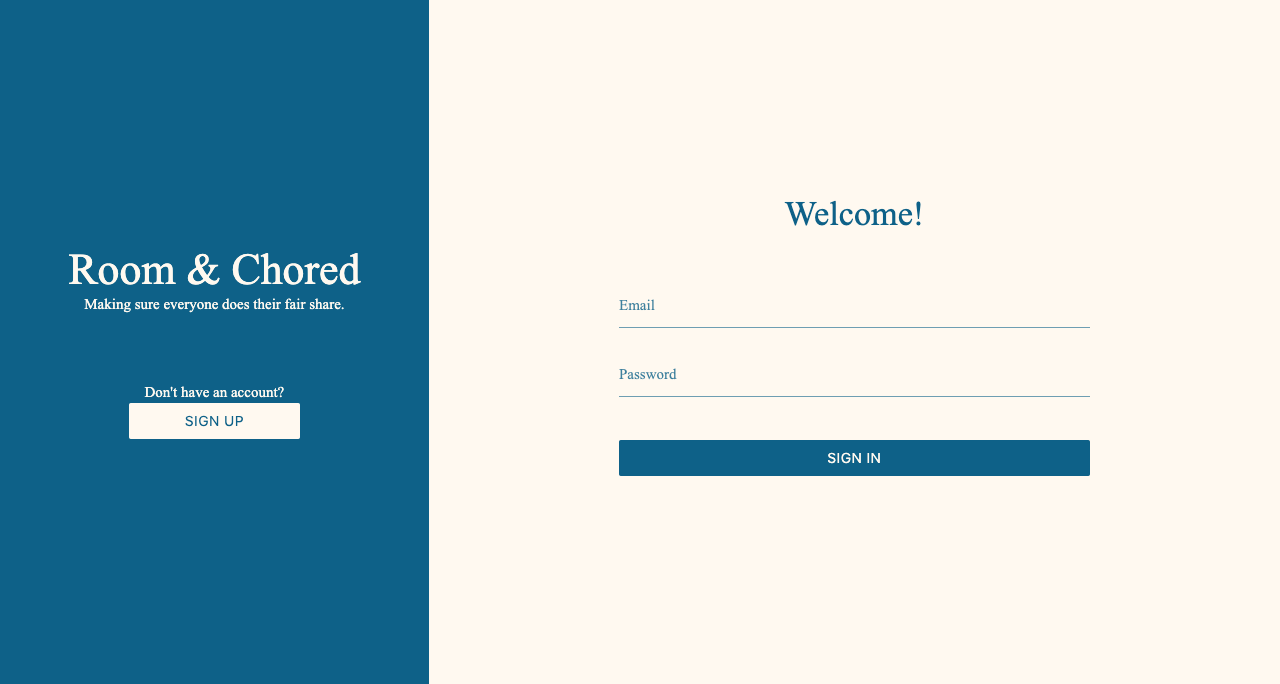 Room & Chored
Making sure everyone does their fair share.
Don't have an account?
SIGN UP
Welcome!
Email
Password
SIGN IN